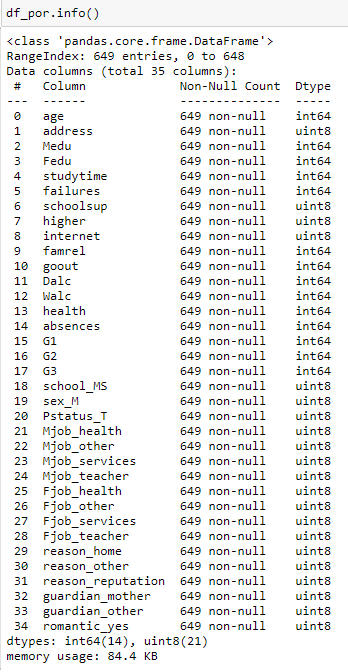 df_por.info()
<class 'pandas.core.frame.DataFrame'>
RangeIndex: 649 entries, 0 to 648
Data columns (total 35 columns):
 #   Column             Non-Null Count  Dtype
---  ------             --------------  -----
 0   age                649 non-null    int64
 1   address            649 non-null    uint8
 2   Medu               649 non-null    int64
 3   Fedu               649 non-null    int64
 4   studytime          649 non-null    int64
 5   failures           649 non-null    int64
 6   schoolsup          649 non-null    uint8
 7   higher             649 non-null    uint8
 8   internet           649 non-null    uint8
 9   famrel             649 non-null    int64
 10  goout              649 non-null    int64
 11  Dalc               649 non-null    int64
 12  Walc               649 non-null    int64
 13  health             649 non-null    int64
 14  absences           649 non-null    int64
 15  G1                 649 non-null    int64
 16  G2                 649 non-null    int64
 17  G3                 649 non-null    int64
 18  school_MS          649 non-null    uint8
 19  sex_M              649 non-null    uint8
 20  Pstatus_T          649 non-null    uint8
 21  Mjob_health        649 non-null    uint8
 22  Mjob_other         649 non-null    uint8
 23  Mjob_services      649 non-null    uint8
 24  Mjob_teacher       649 non-null    uint8
 25  Fjob_health        649 non-null    uint8
 26  Fjob_other         649 non-null    uint8
 27  Fjob_services      649 non-null    uint8
 28  Fjob_teacher       649 non-null    uint8
 29  reason_home        649 non-null    uint8
 30  reason_other       649 non-null    uint8
 31  reason_reputation  649 non-null    uint8
 32  guardian_mother    649 non-null    uint8
 33  guardian_other     649 non-null    uint8
 34  romantic_yes       649 non-null    uint8
dtypes: int64(14), uint8(21)
memory usage: 84.4 KB